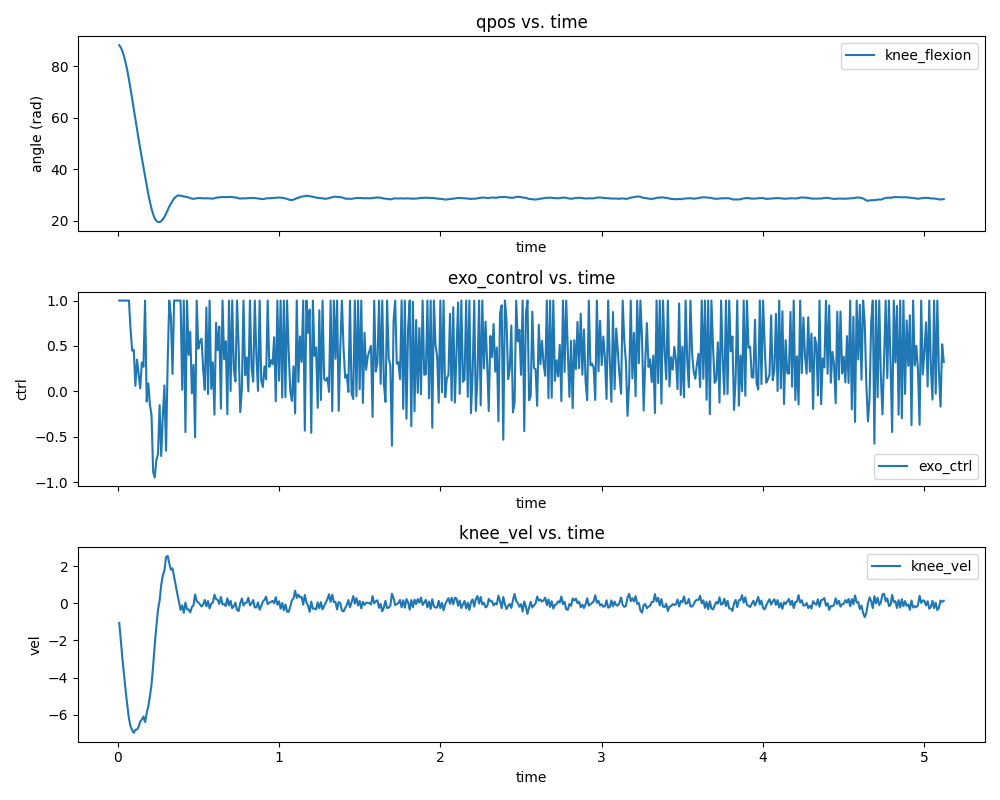 qpos vs. time
knee_flexion
80
60
40
20
angle (rad)
time
exo_control vs. time
1.0
0.5
0.0
−0.5
−1.0
ctrl
exo_ctrl
time
knee_vel vs. time
knee_vel
2
0
−2
−4
−6
vel
0 1 2 3 4 5
time